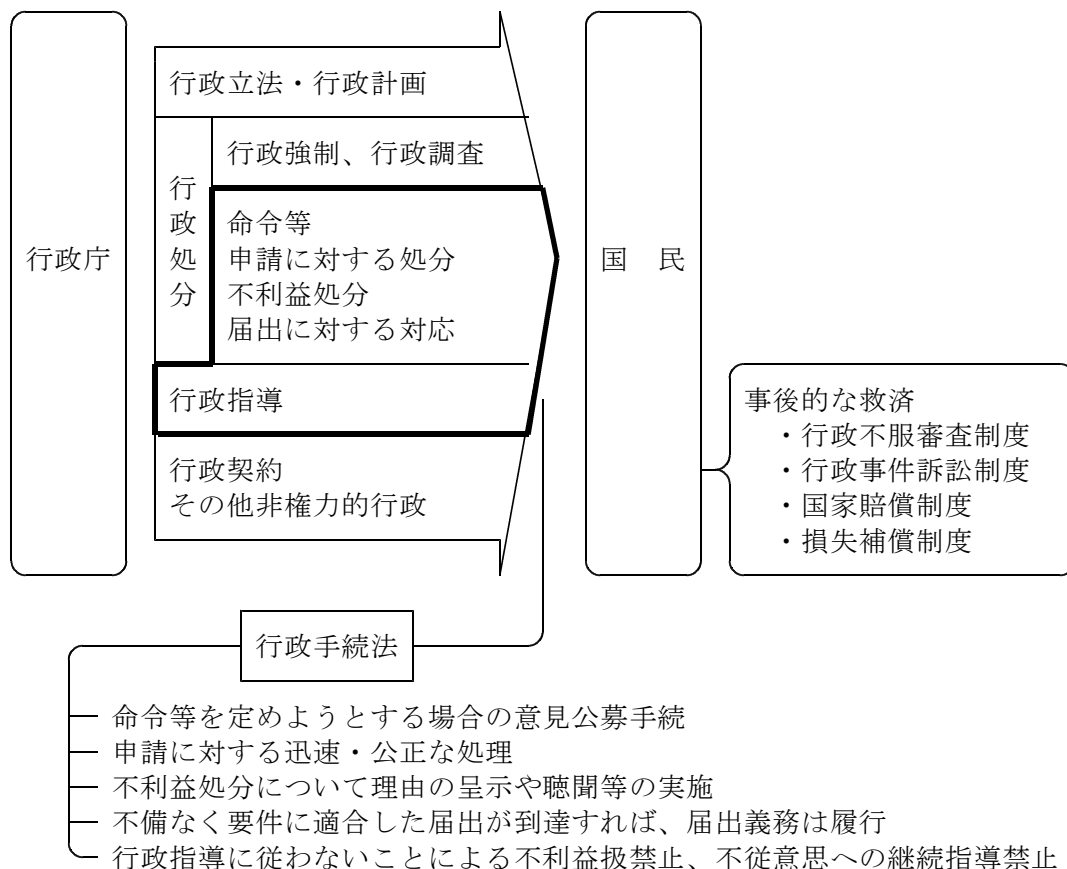 行政庁
行政立法・行政計画
行政処分
行政強制、行政調査
命令等
申請に対する処分
不利益処分
届出に対する対応
行政指導
行政契約
その他非権力的行政
国　民
事後的な救済
・行政不服審査制度
・行政事件訴訟制度
・国家賠償制度
・損失補償制度
行政手続法
命令等を定めようとする場合の意見公募手続
申請に対する迅速・公正な処理
不利益処分について理由の呈示や聴聞等の実施
不備なく要件に適合した届出が到達すれば、届出義務は履行
行政指導に従わないことによる不利益扱禁止、不従意思への継続指導禁止